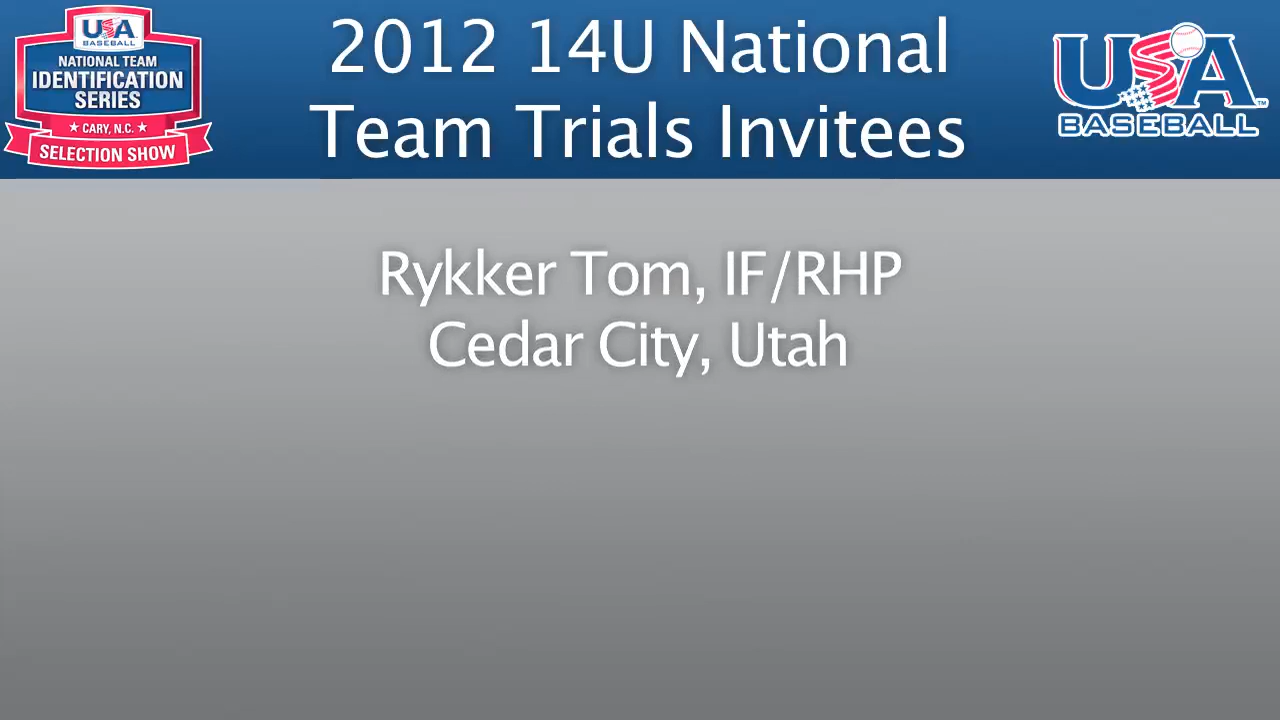 USA
BASEBALL
NATIONAL TEAM
IDENTIFICATION
SERIES
★ CARY, N.C. ★
SELECTION SHOW
2012 14U National
Team Trials Invitees
USA
BASEBALL
TM
Rykker Tom, IF/RHP
Cedar City, Utah